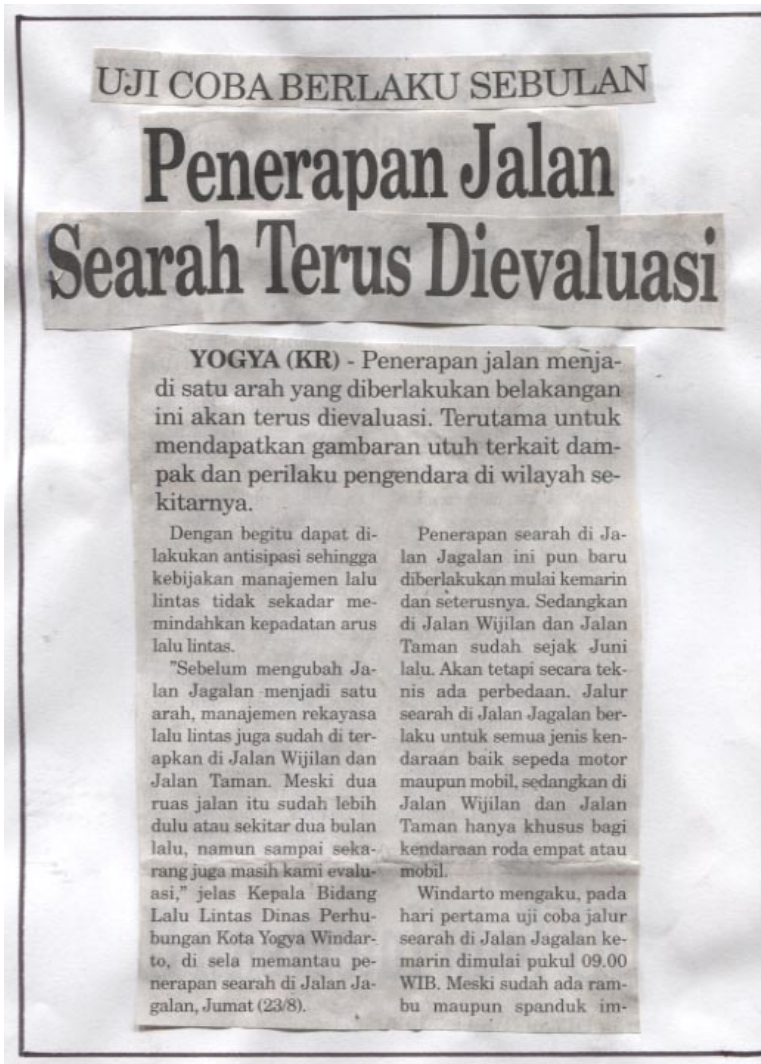 UJI COBA BERLAKU SEBULAN
Penerapan Jalan
Searah Terus Dievaluasi
YOGYA (KR) - Penerapan jalan menja-
di satu arah yang diberlakukan belakangan
ini akan terus dievaluasi. Terutama untuk
mendapatkan gambaran utuh terkait dam-
pak dan perilaku pengendara di wilayah se-
kitarnya.
Dengan begitu dapat di-
lakukan antisipasi sehingga
kebijakan manajemen lalu
lintas tidak sekadar me-
mindahkan kepadatan arus
lalu lintas.
"Sebelum mengubah Ja-
lan Jagalan menjadi satu
arah, manajemen rekayasa
lalu lintas juga sudah di ter-
apkan di Jalan Wijilan dan
Jalan Taman. Meski dua
ruas jalan itu sudah lebih
dulu atau sekitar dua bulan
lalu, namun sampai seka-
rang juga masih kami evalu-
asi," jelas Kepala Bidang
Lalu Lintas Dinas Perhu-
bungan Kota Yogya Windar-
to, di sela memantau pe-
nerapan searah di Jalan Ja-
galan, Jumat (23/8).
Penerapan searah di Ja-
lan Jagalan ini pun baru
diberlakukan mulai kemarin
dan seterusnya. Sedangkan
di Jalan Wijilan dan Jalan
Taman sudah sejak Juni
lalu. Akan tetapi secara tek-
nis ada perbedaan. Jalur
searah di Jalan Jagalan ber-
laku untuk semua jenis ken-
daraan baik sepeda motor
maupun mobil, sedangkan di
Jalan Wijilan dan Jalan
Taman hanya khusus bagi
kendaraan roda empat atau
mobil.
Windarto mengaku, pada
hari pertama uji coba jalur
searah di Jalan Jagalan ke-
marin dimulai pukul 09.00
WIB. Meski sudah ada ram-
bu maupun spanduk im-